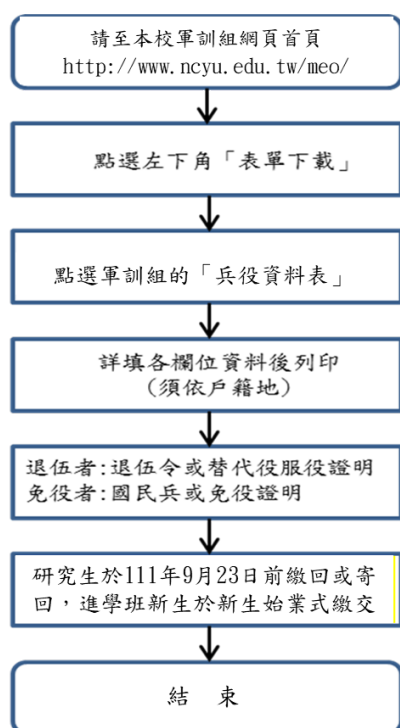 請至本校軍訓組網頁首頁
http://www.ncyu.edu.tw/meo/
點選左下角「表單下載」
點選軍訓組的「兵役資料表」
詳填各欄位資料後列印
(須依戶籍地)
退伍者:退伍令或替代役服役證明
免役者:國民兵或免役證明
研究生於111年9月23日前繳回或寄
回，進學班新生於新生始業式繳交
結 束